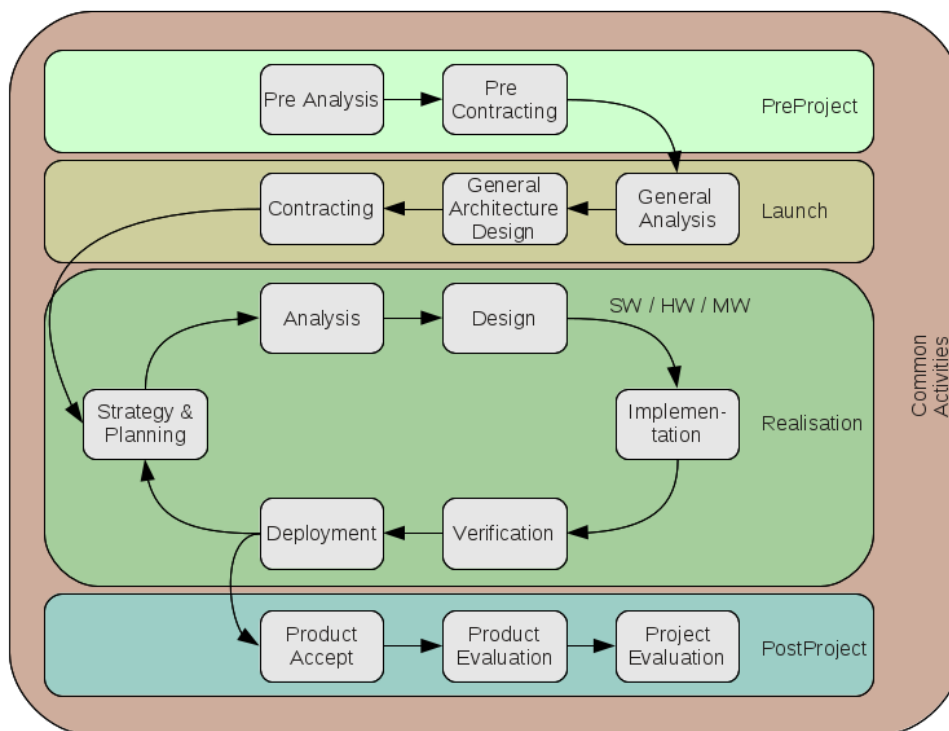 Pre Analysis
Pre
Contracting
PreProject
Contracting
General
Architecture
Design
General
Analysis
Launch
Analysis
Design
SW / HW / MW
Strategy &
Planning
Implemen-
tation
Realisation
Common
Activities
Deployment
Verification
Product
Accept
Product
Evaluation
Project
Evaluation
PostProject